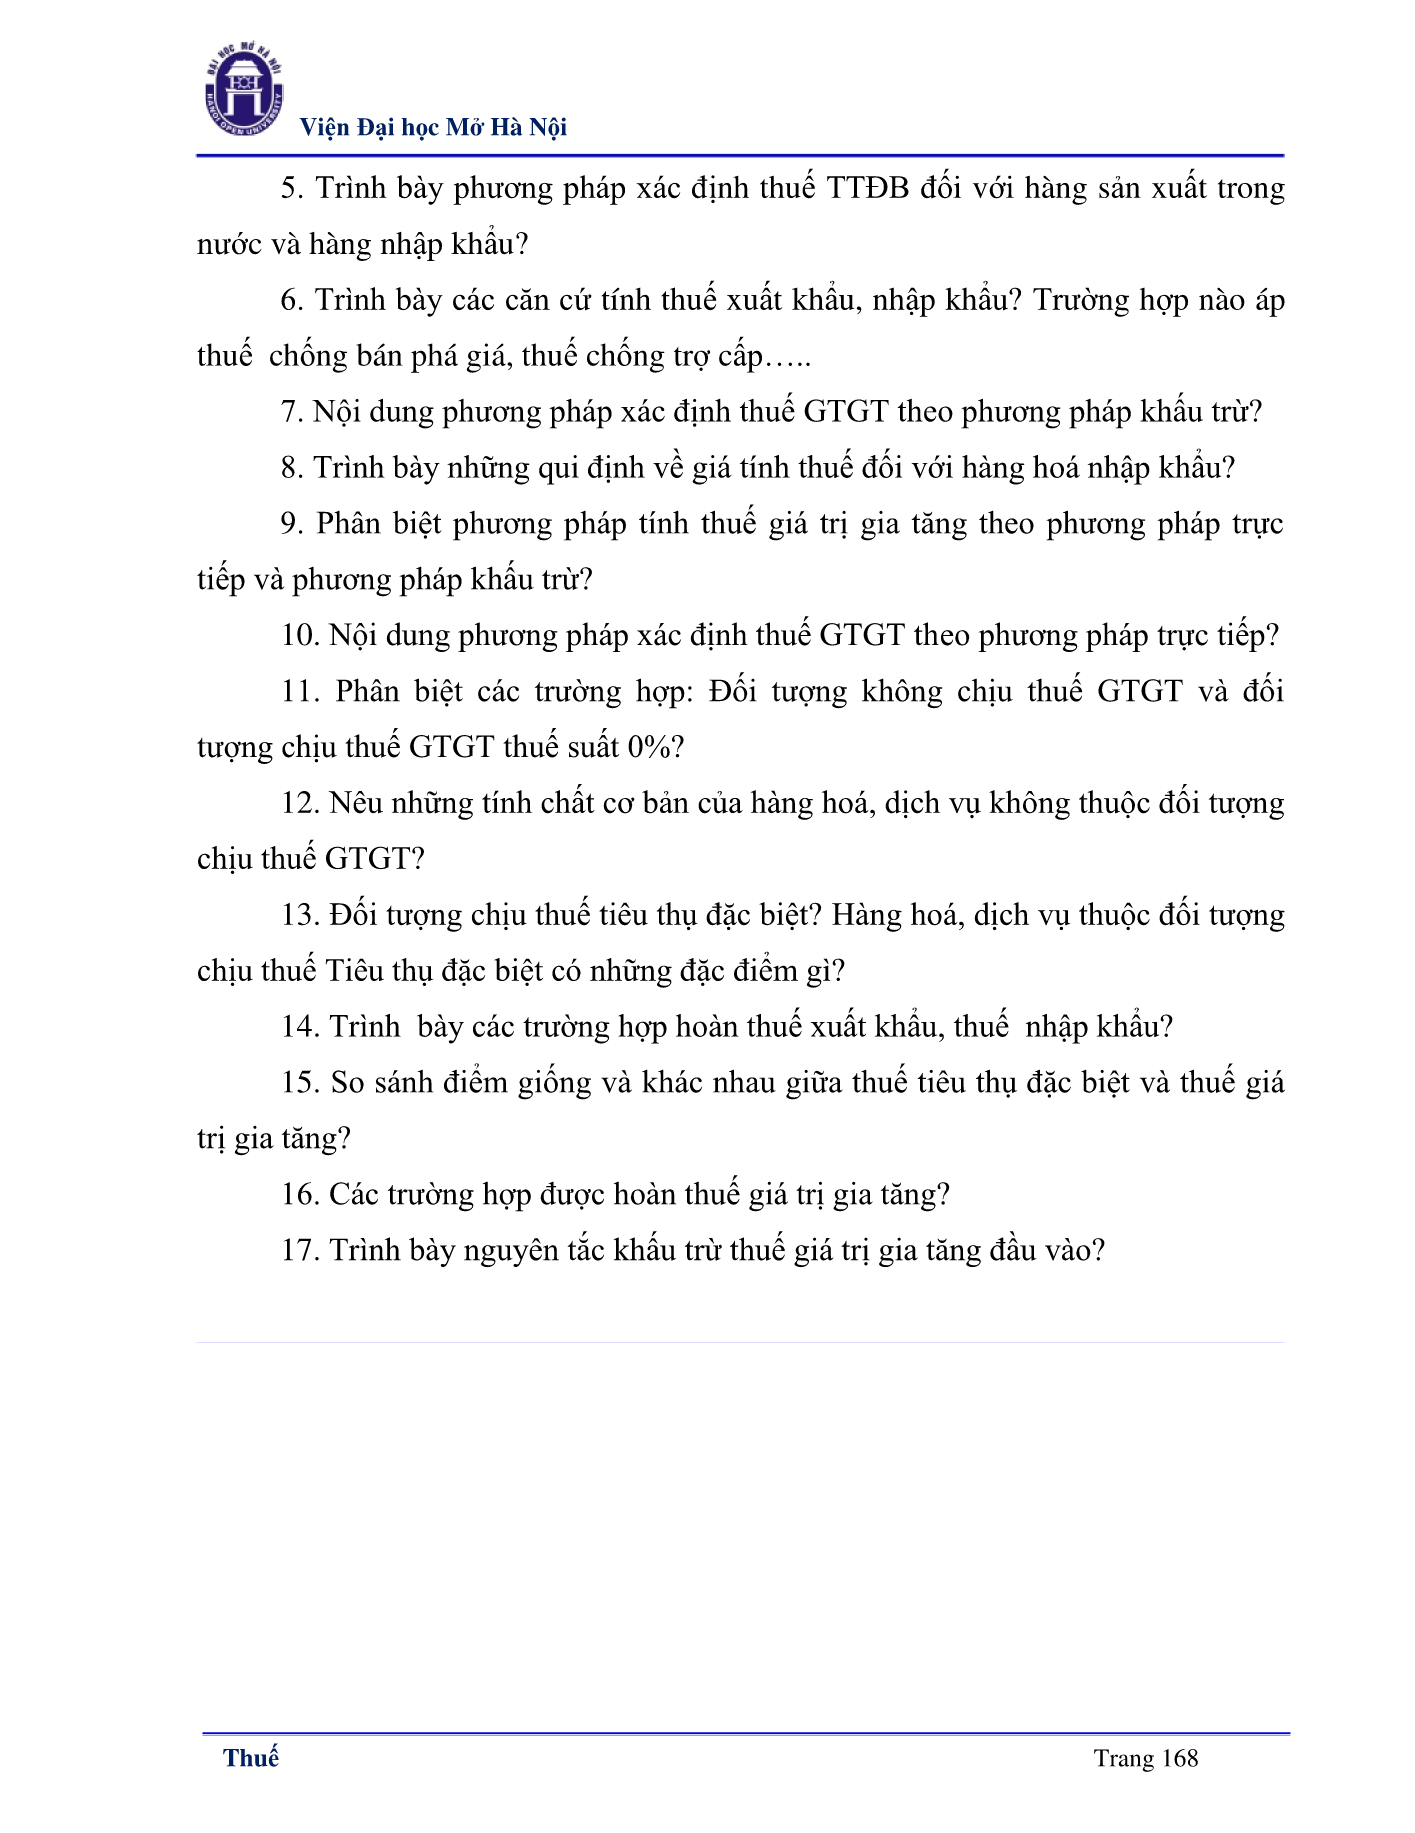 ĐẠI HỌC MỞ HÀ NỘI
HANOI OPEN UNIVERSITY
Viện Đại học Mở Hà Nội
5. Trình bày phương pháp xác định thuế TTĐB đối với hàng sản xuất trong
nước và hàng nhập khẩu?
6. Trình bày các căn cứ tính thuế xuất khẩu, nhập khẩu? Trường hợp nào áp
thuế  chống bán phá giá, thuế chống trợ cấp…..
7. Nội dung phương pháp xác định thuế GTGT theo phương pháp khấu trừ?
8. Trình bày những qui định về giá tính thuế đối với hàng hoá nhập khẩu?
9. Phân biệt phương pháp tính thuế giá trị gia tăng theo phương pháp trực
tiếp và phương pháp khấu trừ?
10. Nội dung phương pháp xác định thuế GTGT theo phương pháp trực tiếp?
11. Phân biệt các trường hợp: Đối tượng không chịu thuế GTGT và đối
tượng chịu thuế GTGT thuế suất 0%?
12. Nêu những tính chất cơ bản của hàng hoá, dịch vụ không thuộc đối tượng
chịu thuế GTGT?
13. Đối tượng chịu thuế tiêu thụ đặc biệt? Hàng hoá, dịch vụ thuộc đối tượng
chịu thuế Tiêu thụ đặc biệt có những đặc điểm gì?
14. Trình  bày các trường hợp hoàn thuế xuất khẩu, thuế  nhập khẩu?
15. So sánh điểm giống và khác nhau giữa thuế tiêu thụ đặc biệt và thuế giá
trị gia tăng?
16. Các trường hợp được hoàn thuế giá trị gia tăng?
17. Trình bày nguyên tắc khấu trừ thuế giá trị gia tăng đầu vào?
Thuế
Trang 168